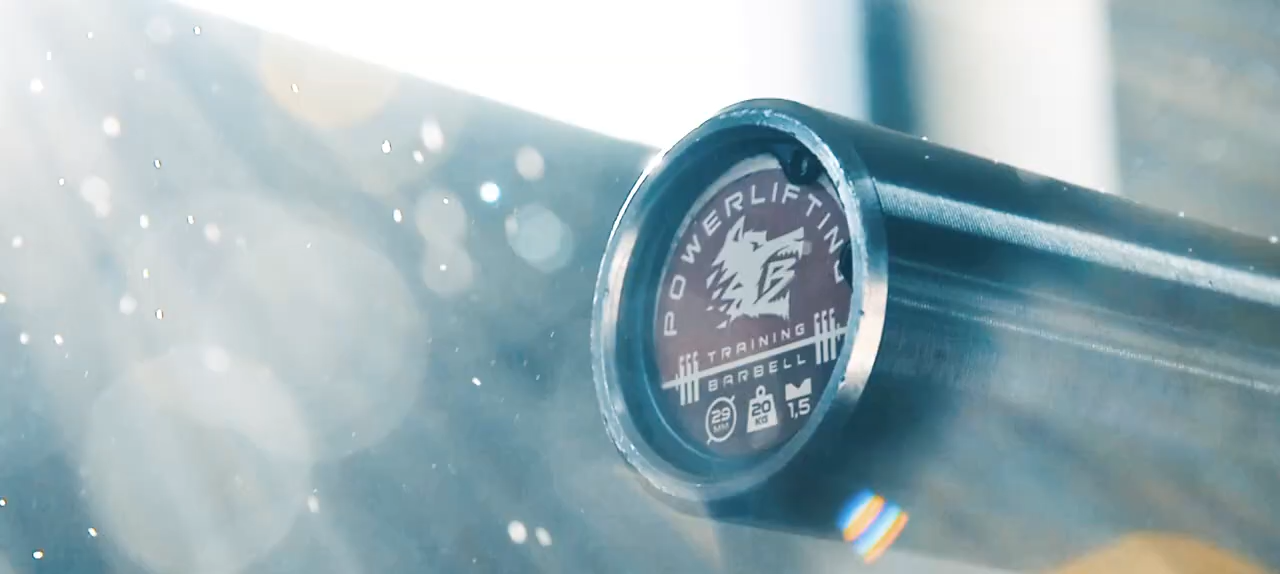 POWERLIFTING
B
TRAINING
BARBELL
29 20 1,5
MM KG